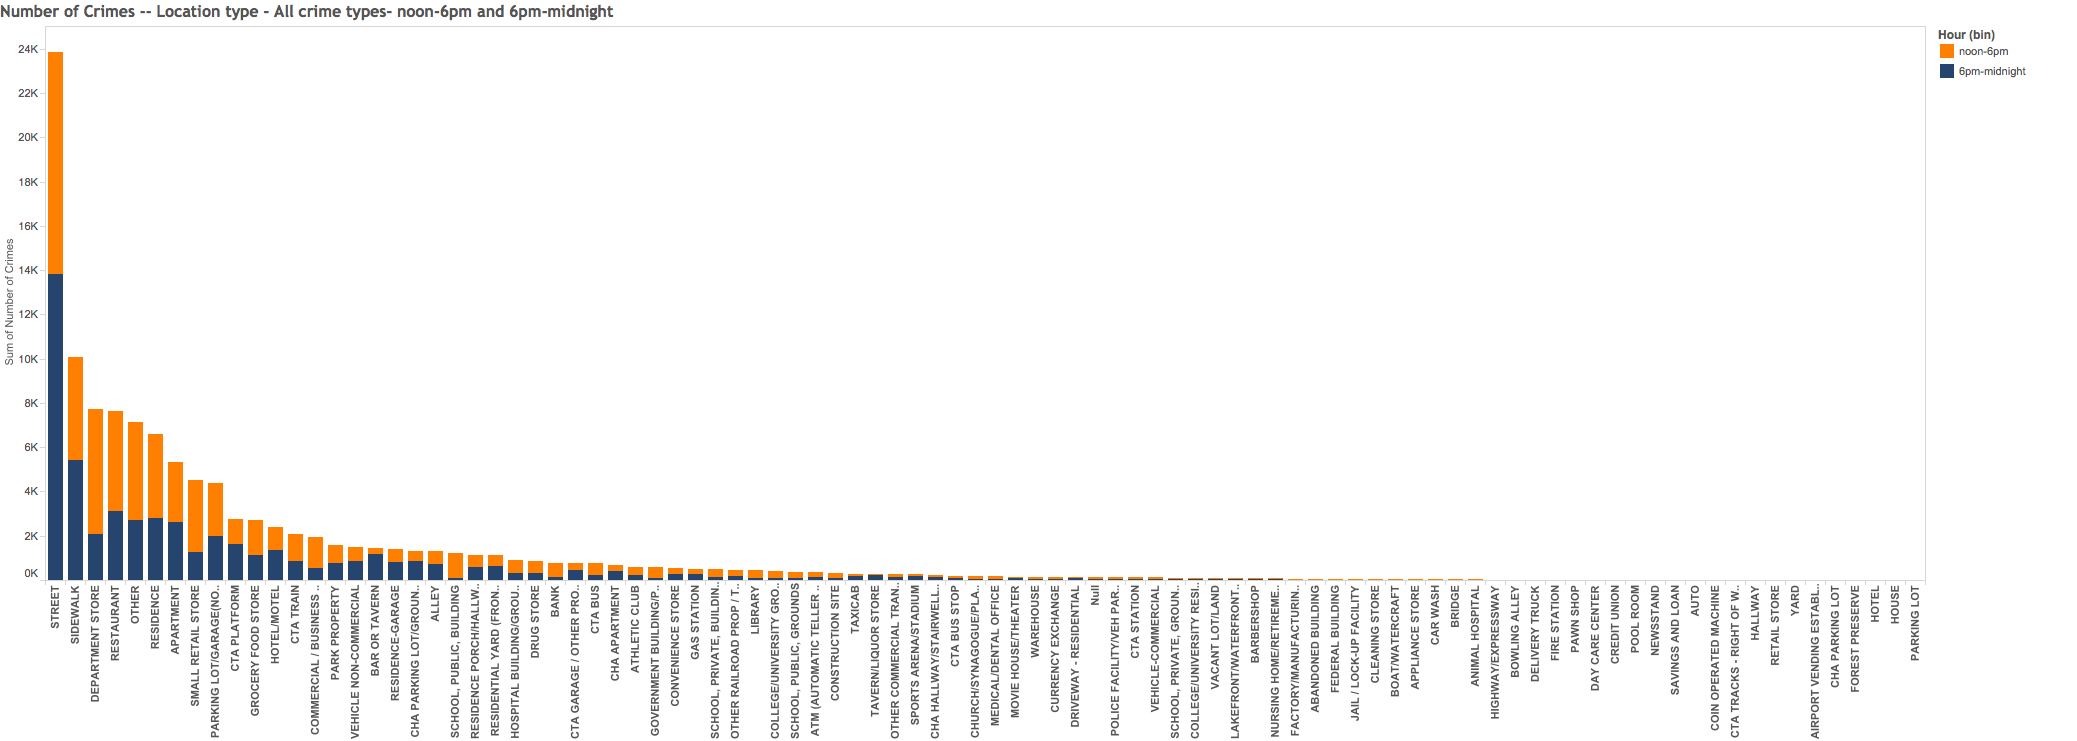 Number of Crimes -- Location type - All crime types- noon-6pm and 6pm-midnight
Hour (bin)
noon-6pm
6pm-midnight
Sum of Number of Crimes
24K
22K
20K
18K
16K
14K
12K
10K
8K
6K
4K
2K
0K
STREET
SIDEWALK
DEPARTMENT STORE
RESTAURANT
OTHER
RESIDENCE
APARTMENT
SMALL RETAIL STORE
PARKING LOT/GARAGE(NO..
CTA PLATFORM
GROCERY FOOD STORE
HOTEL/MOTEL
CTA TRAIN
COMMERCIAL / BUSINESS ..
PARK PROPERTY
VEHICLE NON-COMMERCIAL
BAR OR TAVERN
RESIDENCE-GARAGE
CHA PARKING LOT/GROUN..
ALLEY
SCHOOL, PUBLIC, BUILDING
RESIDENCE PORCH/HALLW..
RESIDENTIAL YARD (FRON..
HOSPITAL BUILDING/GROU..
DRUG STORE
BANK
CTA GARAGE / OTHER PRO..
CTA BUS
CHA APARTMENT
ATHLETIC CLUB
GOVERNMENT BUILDING/P..
CONVENIENCE STORE
GAS STATION
SCHOOL, PRIVATE, BUILDIN..
OTHER RAILROAD PROP / T..
LIBRARY
COLLEGE/UNIVERSITY GRO..
SCHOOL, PUBLIC, GROUNDS
ATM (AUTOMATIC TELLER ..
CONSTRUCTION SITE
TAXICAB
TAVERN/LIQUOR STORE
OTHER COMMERCIAL TRAN..
SPORTS ARENA/STADIUM
CHA HALLWAY/STAIRWELL..
CTA BUS STOP
CHURCH/SYNAGOGUE/PLA..
MEDICAL/DENTAL OFFICE
MOVIE HOUSE/THEATER
WAREHOUSE
CURRENCY EXCHANGE
DRIVEWAY - RESIDENTIAL
Null
POLICE FACILITY/VEH PAR..
CTA STATION
VEHICLE-COMMERCIAL
SCHOOL, PRIVATE, GROUN..
COLLEGE/UNIVERSITY RESI..
VACANT LOT/LAND
LAKEFRONT/WATERFRONT..
BARBERSHOP
NURSING HOME/RETIREME..
FACTORY/MANUFACTURIN..
ABANDONED BUILDING
FEDERAL BUILDING
JAIL / LOCK-UP FACILITY
CLEANING STORE
BOAT/WATERCRAFT
APPLIANCE STORE
CAR WASH
BRIDGE
ANIMAL HOSPITAL
HIGHWAY/EXPRESSWAY
BOWLING ALLEY
DELIVERY TRUCK
FIRE STATION
PAWN SHOP
DAY CARE CENTER
CREDIT UNION
POOL ROOM
NEWSSTAND
SAVINGS AND LOAN
AUTO
COIN OPERATED MACHINE
CTA TRACKS - RIGHT OF W..
HALLWAY
RETAIL STORE
YARD
AIRPORT VENDING ESTABL..
CHA PARKING LOT
FOREST PRESERVE
HOTEL
HOUSE
PARKING LOT